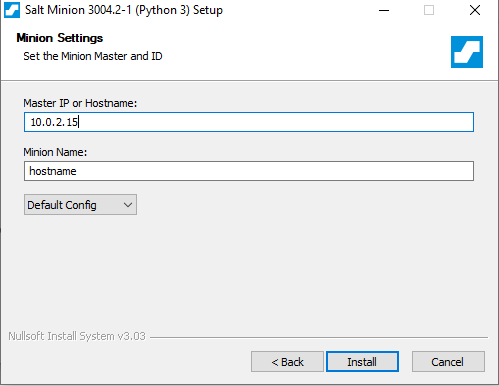 Salt Minion 3004.2-1 (Python 3) Setup
Minion Settings
Set the Minion Master and ID
Master IP or Hostname:
10.0.2.15
Minion Name:
hostname
Default Config
Nullsoft Install System v3.03
< Back
Install
Cancel